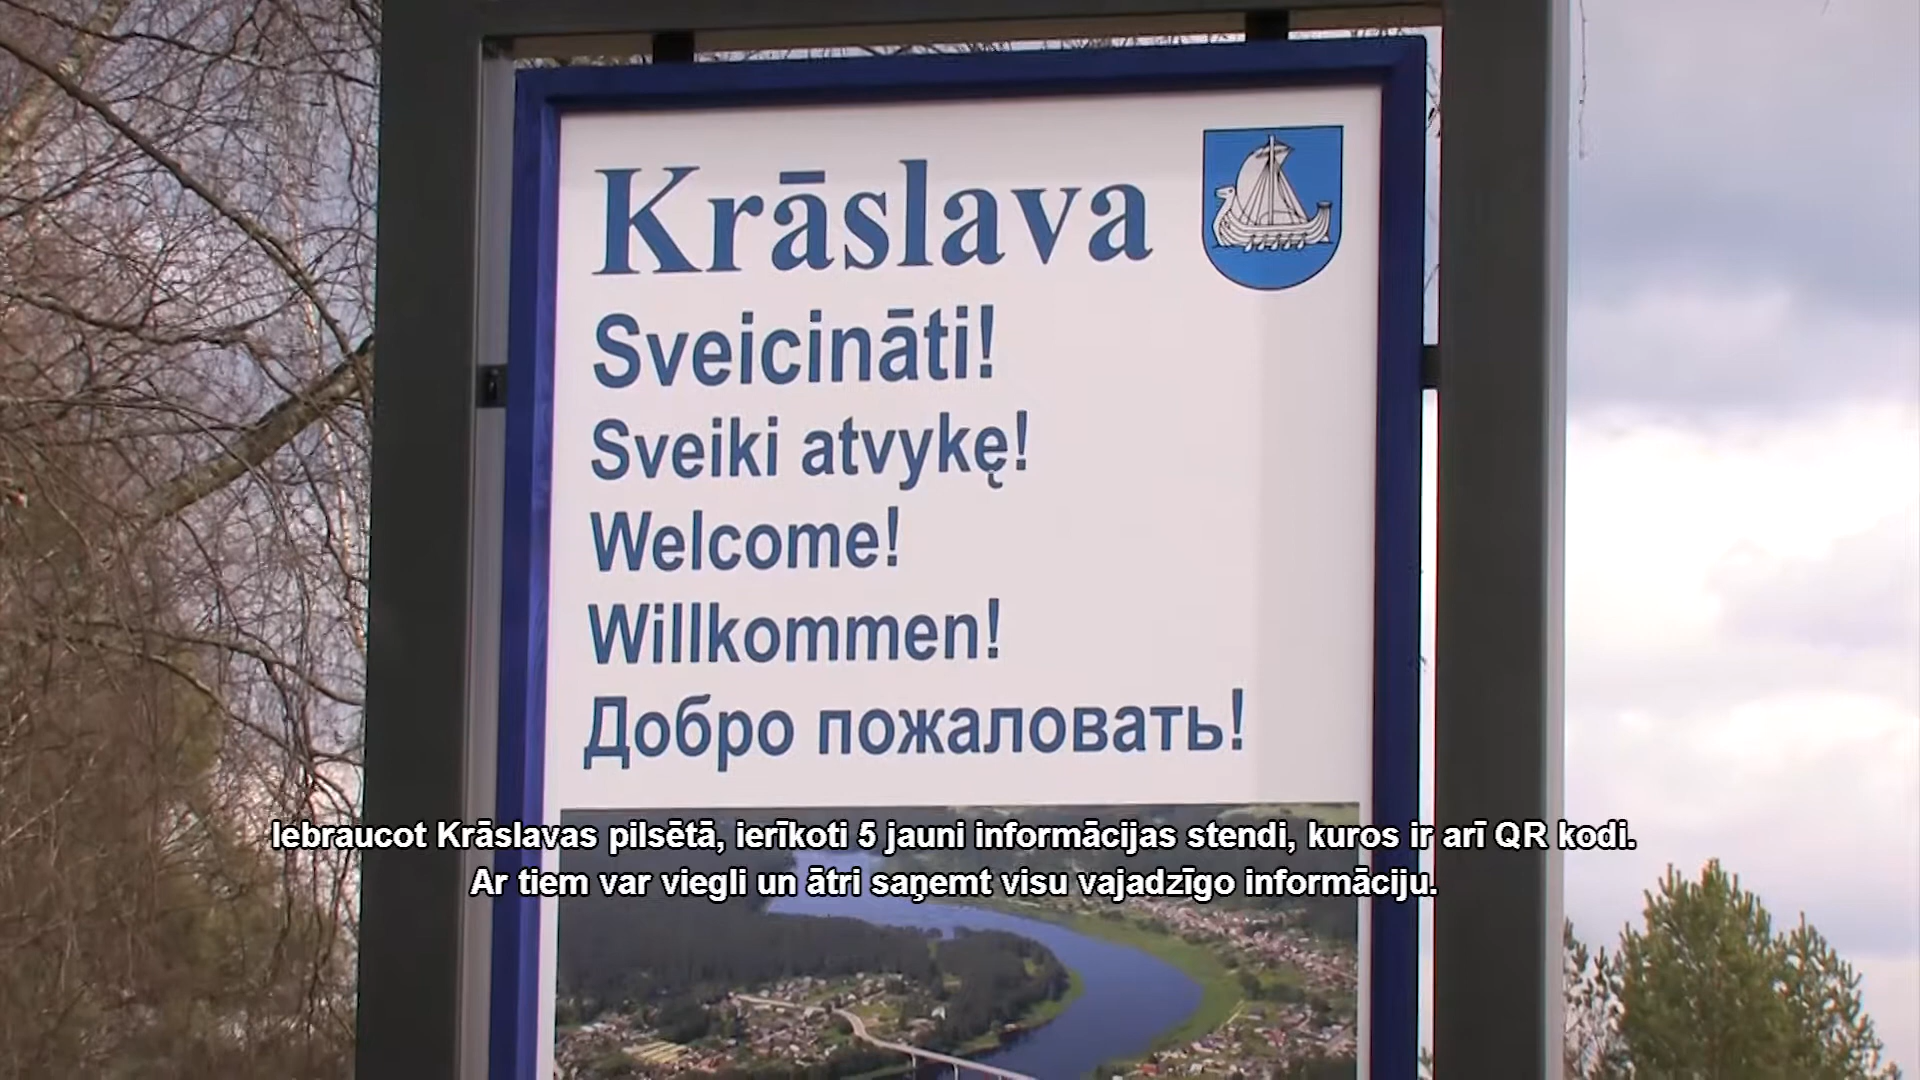 Krāslava
Sveicināti!
Sveiki atvykę!
Welcome!
Willkommen!
Добро пожаловать!
Iebraucot Krāslavas pilsētā, ierīkoti 5 jauni informācijas stendi, kuros ir arī QR kodi.
Ar tiem var viegli un ātri saņemt visu vajadzīgo informāciju.